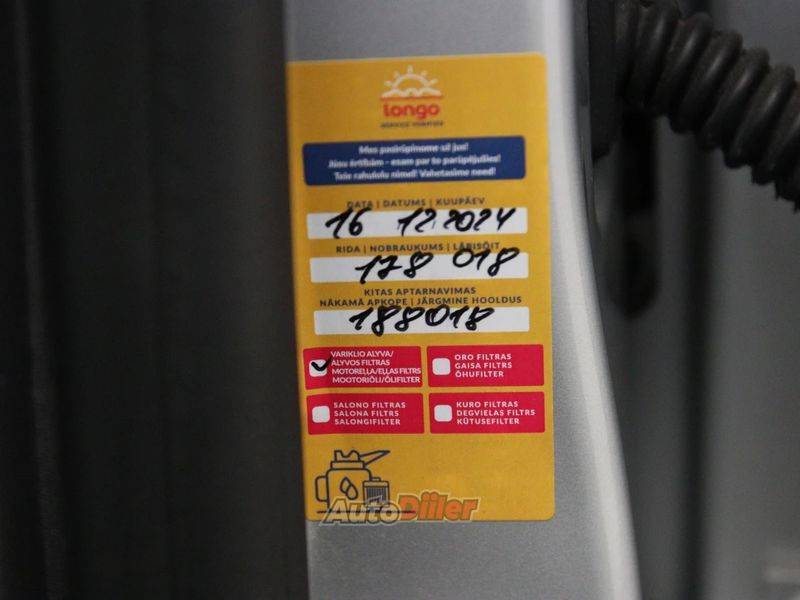 longo
Mes pasirūpinome už jus!
Jūsu ērtībām - esam par to parūpējušies!
Teie rahulolu nimel! Vahetasime need!
DATA | DATUMS | KUUPÄEV
16 12.2024
RIDA | NOBRAUKUMS | LÄBISÕIT
178 018
KITAS APTARNAVIMAS
NĀKAMĀ APKOPE | JÄRGMINE HOOLDUS
188018
VARIKLIO ALYVA/
ALYVOS FILTRAS
MOTOREĻĻA/EĻĻAS FILTRS
MOOTORIÕLI/ÕLIFILTER
ORO FILTRAS
GAISA FILTRS
ÕHUFILTER
SALONO FILTRAS
SALONA FILTRS
SALONGIFILTER
KURO FILTRAS
DEGVIELAS FILTRS
KÜTUSEFILTER
AutoDiiler